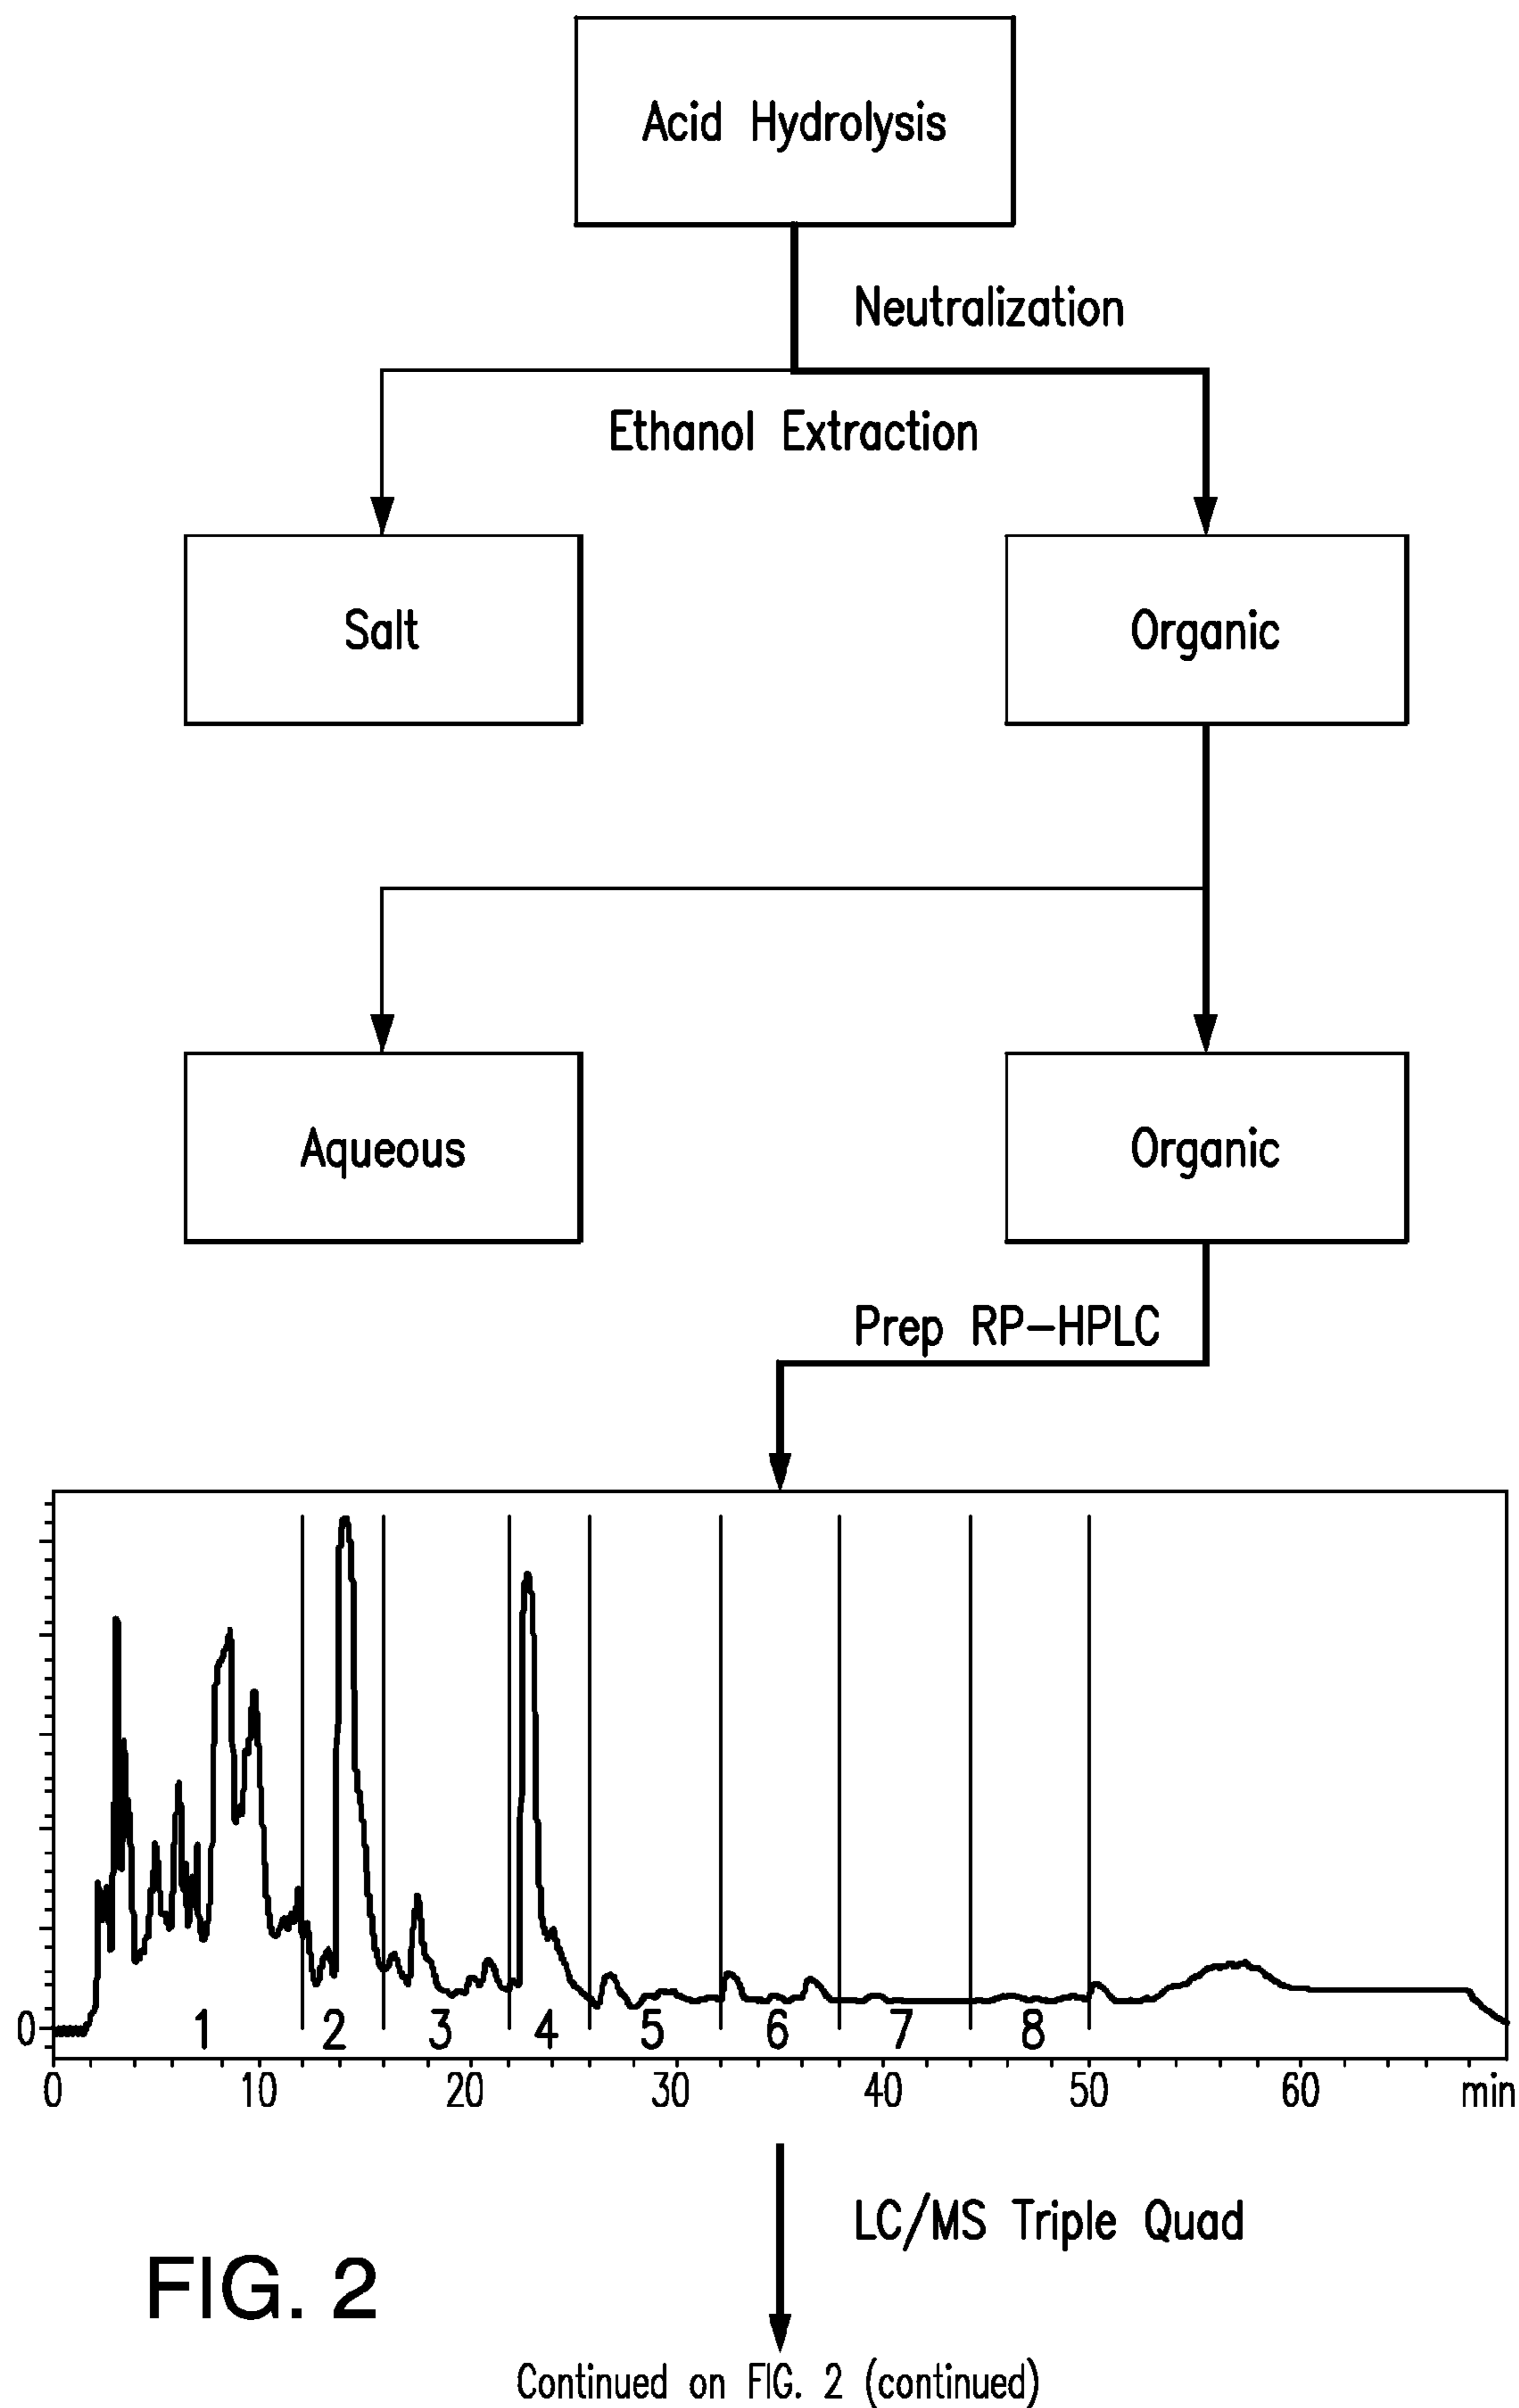 Acid Hydrolysis
Neutralization
Ethanol Extraction
Salt
Organic
Aqueous
Organic
Prep RP-HPLC
0
1 2 3 4 5 6 7 8
0 10 20 30 40 50 60 min
LC/MS Triple Quad
FIG. 2
Continued on FIG. 2 (continued)